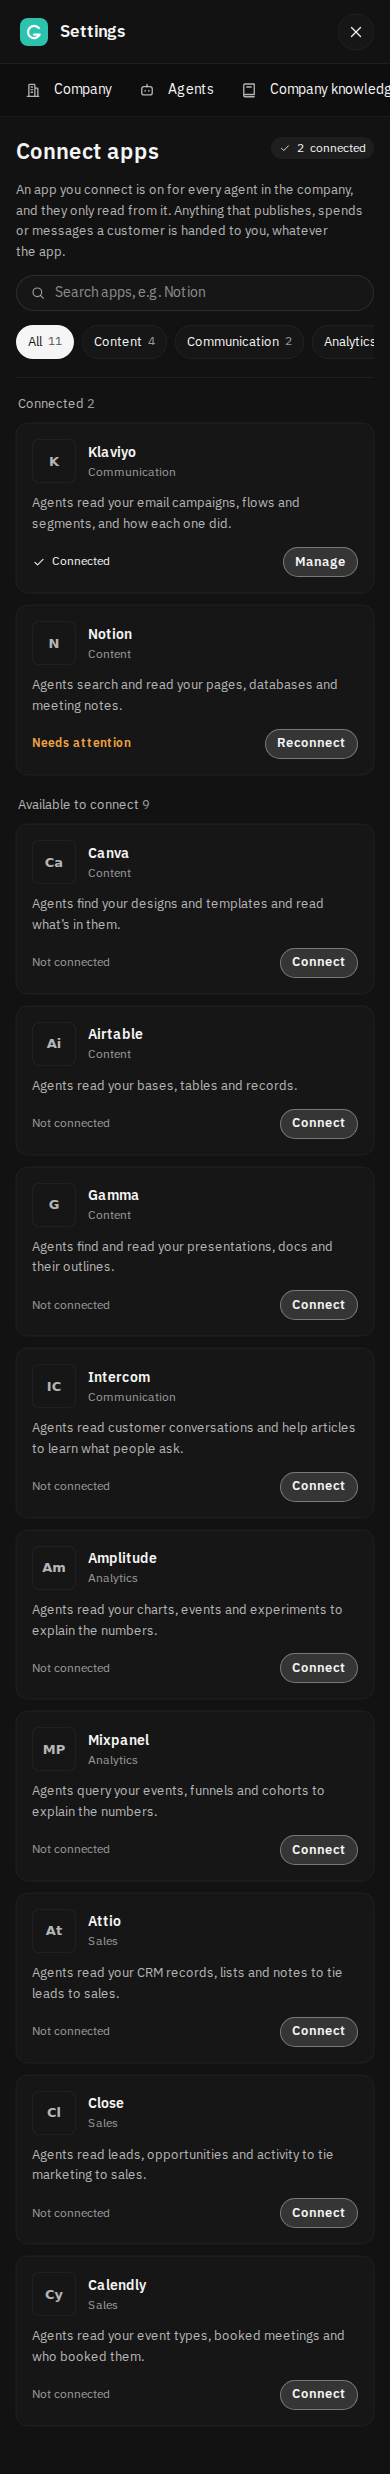 G Settings
Company Agents Company knowledg
Connect apps
2 connected
An app you connect is on for every agent in the company,
and they only read from it. Anything that publishes, spends
or messages a customer is handed to you, whatever
the app.
Search apps, e.g. Notion
All 11 Content 4 Communication 2 Analytics
Connected 2
K
Klaviyo
Communication
Agents read your email campaigns, flows and
segments, and how each one did.
Connected Manage
N
Notion
Content
Agents search and read your pages, databases and
meeting notes.
Needs attention Reconnect
Available to connect 9
Ca
Canva
Content
Agents find your designs and templates and read
what's in them.
Not connected Connect
Ai
Airtable
Content
Agents read your bases, tables and records.
Not connected Connect
G
Gamma
Content
Agents find and read your presentations, docs and
their outlines.
Not connected Connect
IC
Intercom
Communication
Agents read customer conversations and help articles
to learn what people ask.
Not connected Connect
Am
Amplitude
Analytics
Agents read your charts, events and experiments to
explain the numbers.
Not connected Connect
MP
Mixpanel
Analytics
Agents query your events, funnels and cohorts to
explain the numbers.
Not connected Connect
At
Attio
Sales
Agents read your CRM records, lists and notes to tie
leads to sales.
Not connected Connect
Cl
Close
Sales
Agents read leads, opportunities and activity to tie
marketing to sales.
Not connected Connect
Cy
Calendly
Sales
Agents read your event types, booked meetings and
who booked them.
Not connected Connect